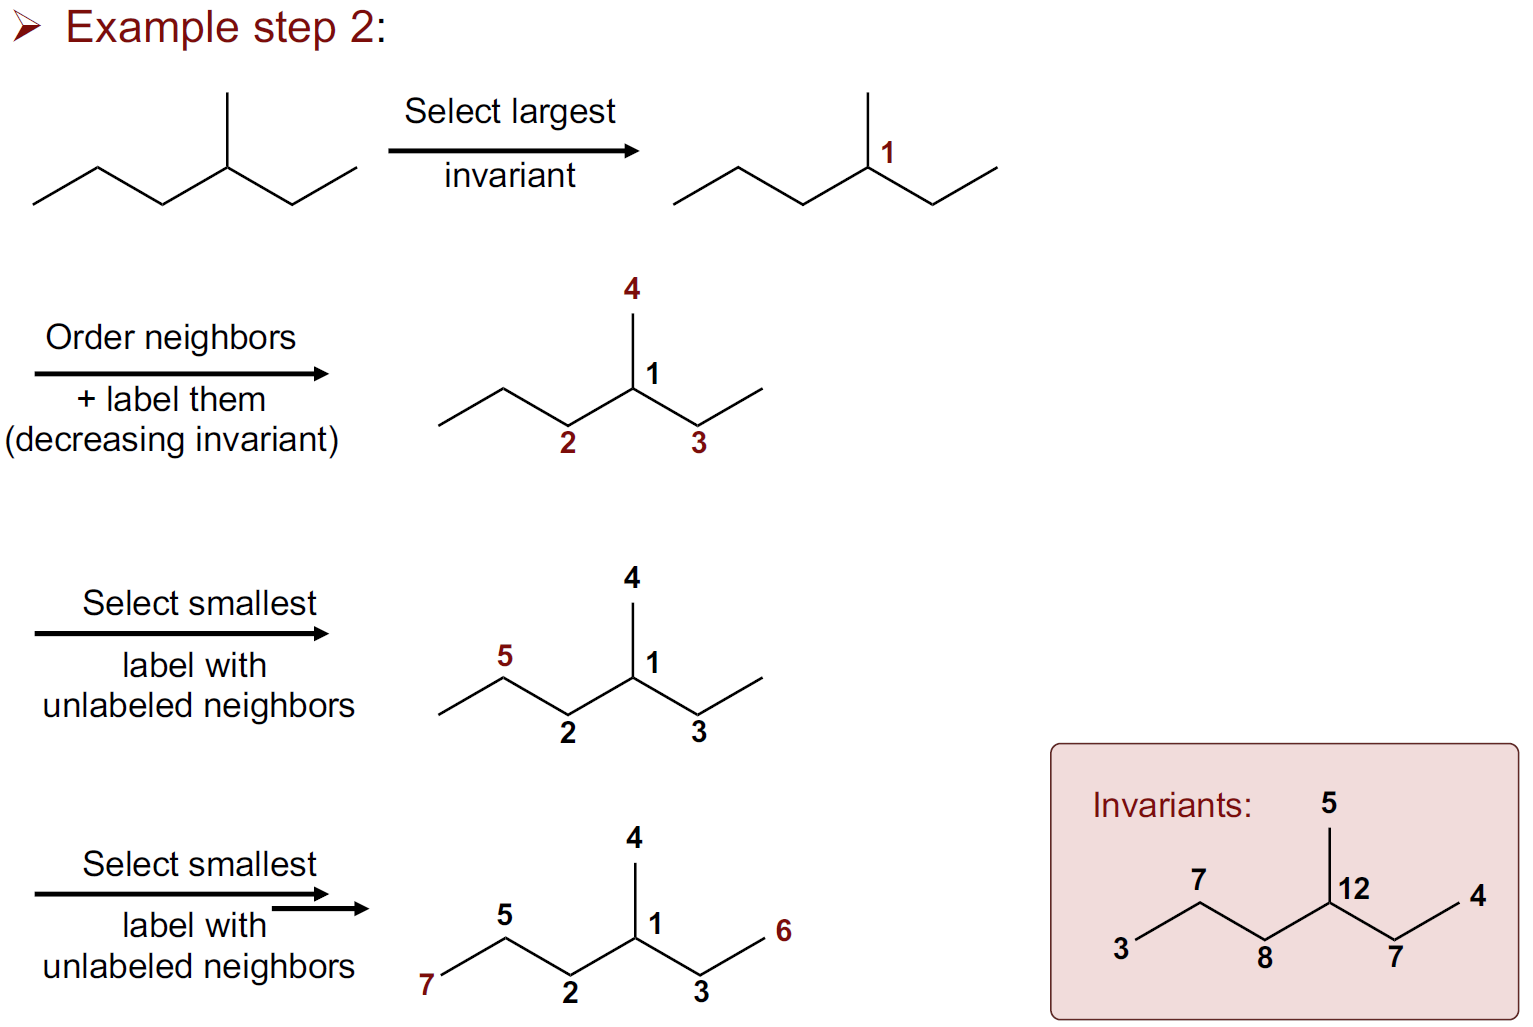 ➢ Example step 2:
Select largest
invariant
1
4
Order neighbors
+ label them
(decreasing invariant)
1
2
3
4
Select smallest
label with
unlabeled neighbors
5
1
2
3
4
Select smallest
label with
unlabeled neighbors
5
1
6
7
2
3
Invariants:
5
7
12
4
3
8
7